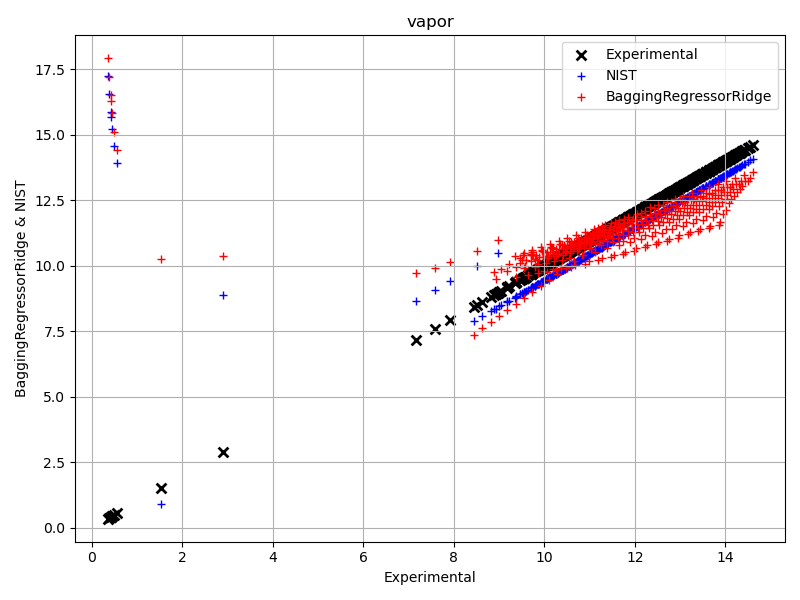 vapor
Experimental
NIST
BaggingRegressorRidge
BaggingRegressorRidge & NIST
17.5
15.0
12.5
10.0
7.5
5.0
2.5
0.0
0 2 4 6 8 10 12 14
Experimental